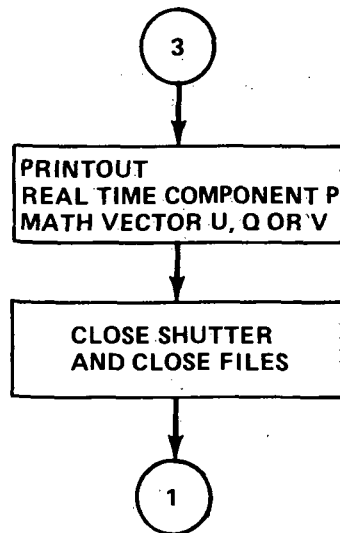 3
PRINTOUT
REAL TIME COMPONENT P
MATH VECTOR U, Q OR V
CLOSE SHUTTER
AND CLOSE FILES
1